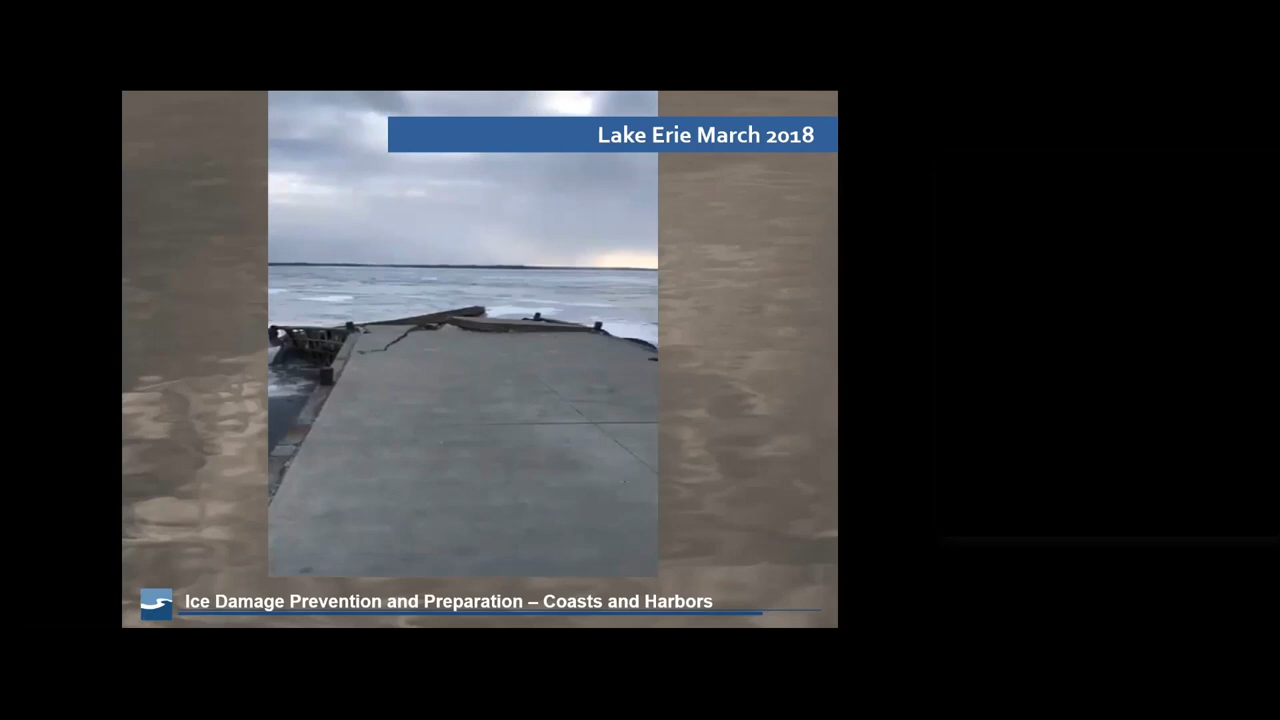 Lake Erie March 2018
Ice Damage Prevention and Preparation – Coasts and Harbors